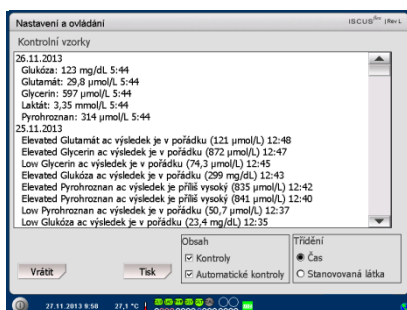 Nastavení a ovládání
ISCUS flex |Rev L
Kontrolní vzorky
26.11.2013
Glukóza: 123 mg/dL 5:44
Glutamát: 29,8 µmol/L 5:44
Glycerin: 597 µmol/L 5:44
Laktát: 3,35 mmol/L 5:44
Pyrohroznan: 314 µmol/L 5:44
25.11.2013
Elevated Glutamát ac výsledek je v pořádku (121 µmol/L) 12:48
Elevated Glycerin ac výsledek je v pořádku (872 µmol/L) 12:47
Low Glycerin ac výsledek je v pořádku (74,3 µmol/L) 12:45
Elevated Glukóza ac výsledek je v pořádku (299 mg/dL) 12:43
Elevated Pyrohroznan ac výsledek je příliš vysoký (835 µmol/L) 12:42
Elevated Pyrohroznan ac výsledek je příliš vysoký (841 µmol/L) 12:40
Low Pyrohroznan ac výsledek je v pořádku (50,7 µmol/L) 12:37
Low Glukóza ac výsledek je v pořádku (23,4 mg/dL) 12:35
Obsah
Třídění
Kontroly
Čas
Vrátit
Tisk
Automatické kontroly
Stanovovaná látka
27.11.2013 9:50
27,1 °C